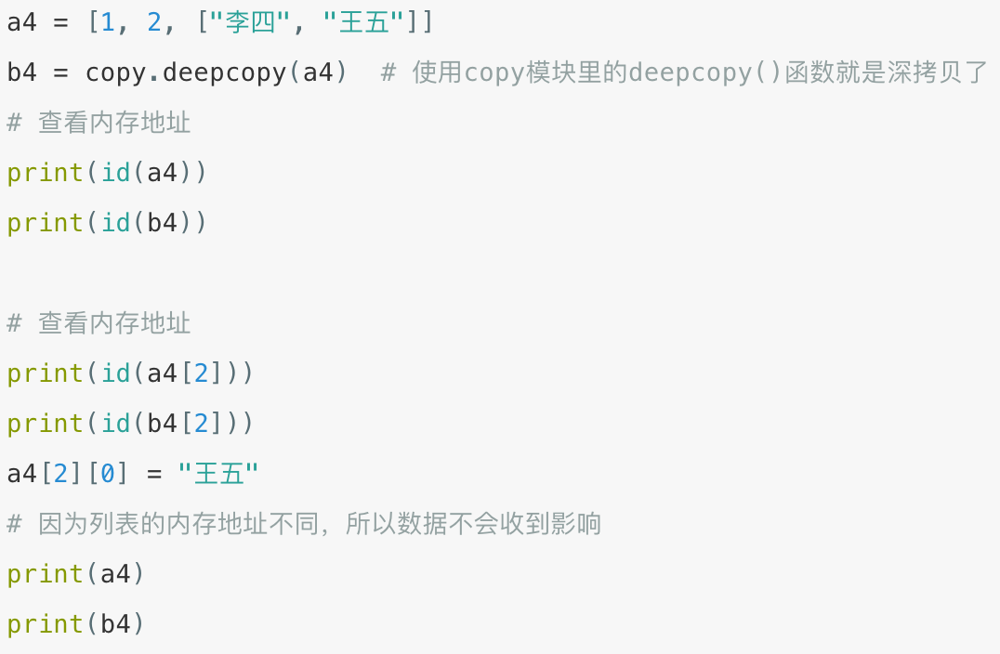 a4 = [1, 2, ["李四", "王五"]]
b4 = copy.deepcopy(a4)  # 使用copy模块里的deepcopy()函数就是深拷贝了
# 查看内存地址
print(id(a4))
print(id(b4))
# 查看内存地址
print(id(a4[2]))
print(id(b4[2]))
a4[2][0] = "王五"
# 因为列表的内存地址不同，所以数据不会收到影响
print(a4)
print(b4)